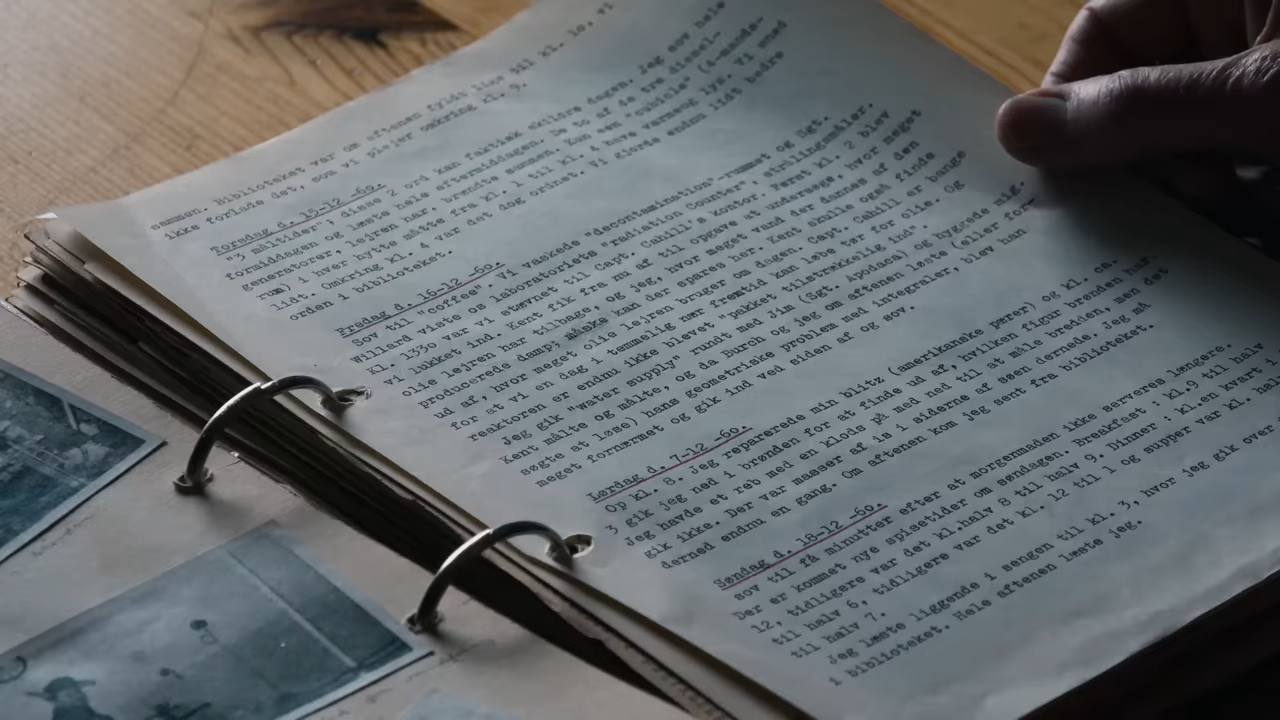 sammen. Biblioteket var om aftenen fyldt lige til kl. 10, vi
ikke forlade det, som vi plejer omkring kl. 9.
Torsdag d. 15-12 -60.
"3 måltider", disse 2 ord kan faktisk skildre dagen. Jeg sov hele
formiddagen og læste hele eftermiddagen. De to af de tre diesel-
generatorer, lejren har, brændte sammen. Kun en "cubicle" (4-mands-
rum) i hver hytte måtte fra kl. 1 til kl. 4 have varme og lys. Vi med
lidt. Omkring kl. 4 var det dog ordnet. Vi gjorde endnu lidt bedre
orden i biblioteket.
Fredag d. 16-12 -60.
Sov til "coffee". Vi vaskede "decontamination"-rummet og Sgt.
Willard viste os laboratoriets "radiation Counter", strålingsmåler.
Kl. 1330 var vi stævnet til Capt. Cahill's kontor. Først kl. 2 blev
vi lukket ind. Kent fik fra nu af til opgave at undersøge, hvor meget
olie lejren har tilbage, og jeg, hvor meget vand der dannes af den
producerede damp; måske kan der spares her. Kent skulle også finde
ud af, hvor meget olie lejren bruger om dagen. Capt. Cahill er bange
for at vi en dag i temmelig nær fremtid kan løbe tør for olie.
reaktoren er endnu ikke blevet "pakket tilstrækkelig ind". Og
Jeg gik "water supply" rundt med Jim (Sgt. Lpodaca) og hyggede mig.
Kent målte og målte, og da Burch og jeg om aftenen læste (eller for-
søgte at løse) hans geometriske problem med integraler, blev han
meget fornærmet og gik ind ved siden af og sov.
Lørdag d. 7-12 -60.
Op kl. 8. Jeg reparerede min blitz (amerikanske pærer) og kl. ca.
3 gik jeg ned i brønden for at finde ud af, hvilken figur brønden har.
Jeg havde et reb med en klods på med ned til at måle bredden, men det
gik ikke. Der var masser af is i siderne af søen dernede. Jeg må
derned endnu en gang. Om aftenen kom jeg sent fra biblioteket.
Søndag d. 18-12 -60.
Sov til få minutter efter at morgenmaden ikke serveres længere.
Der er kommet nye spisetider om søndagen. Breakfast : kl.9 til halv
12, tidligere var det kl.halv 8 til halv 9. Dinner : kl.en kvart i
til halv 6, tidligere var det kl. 12 til 1 og supper var kl. hal
til halv 7.
Jeg læste liggende i sengen til kl. 3, hvor jeg gik over
i biblioteket. Hele aftenen læste jeg.